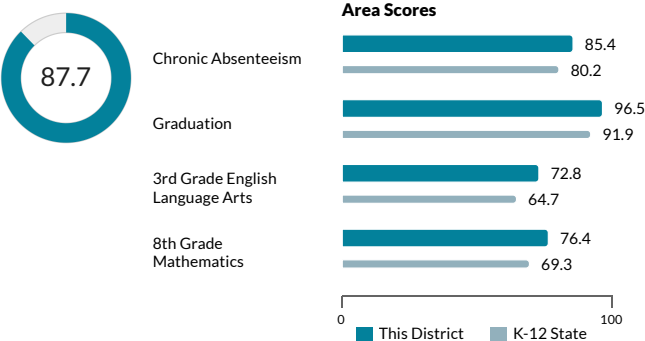 Area Scores
87.7
Chronic Absenteeism
85.4
80.2
Graduation
96.5
91.9
3rd Grade English
Language Arts
72.8
64.7
8th Grade
Mathematics
76.4
69.3
0
100
This District
K-12 State